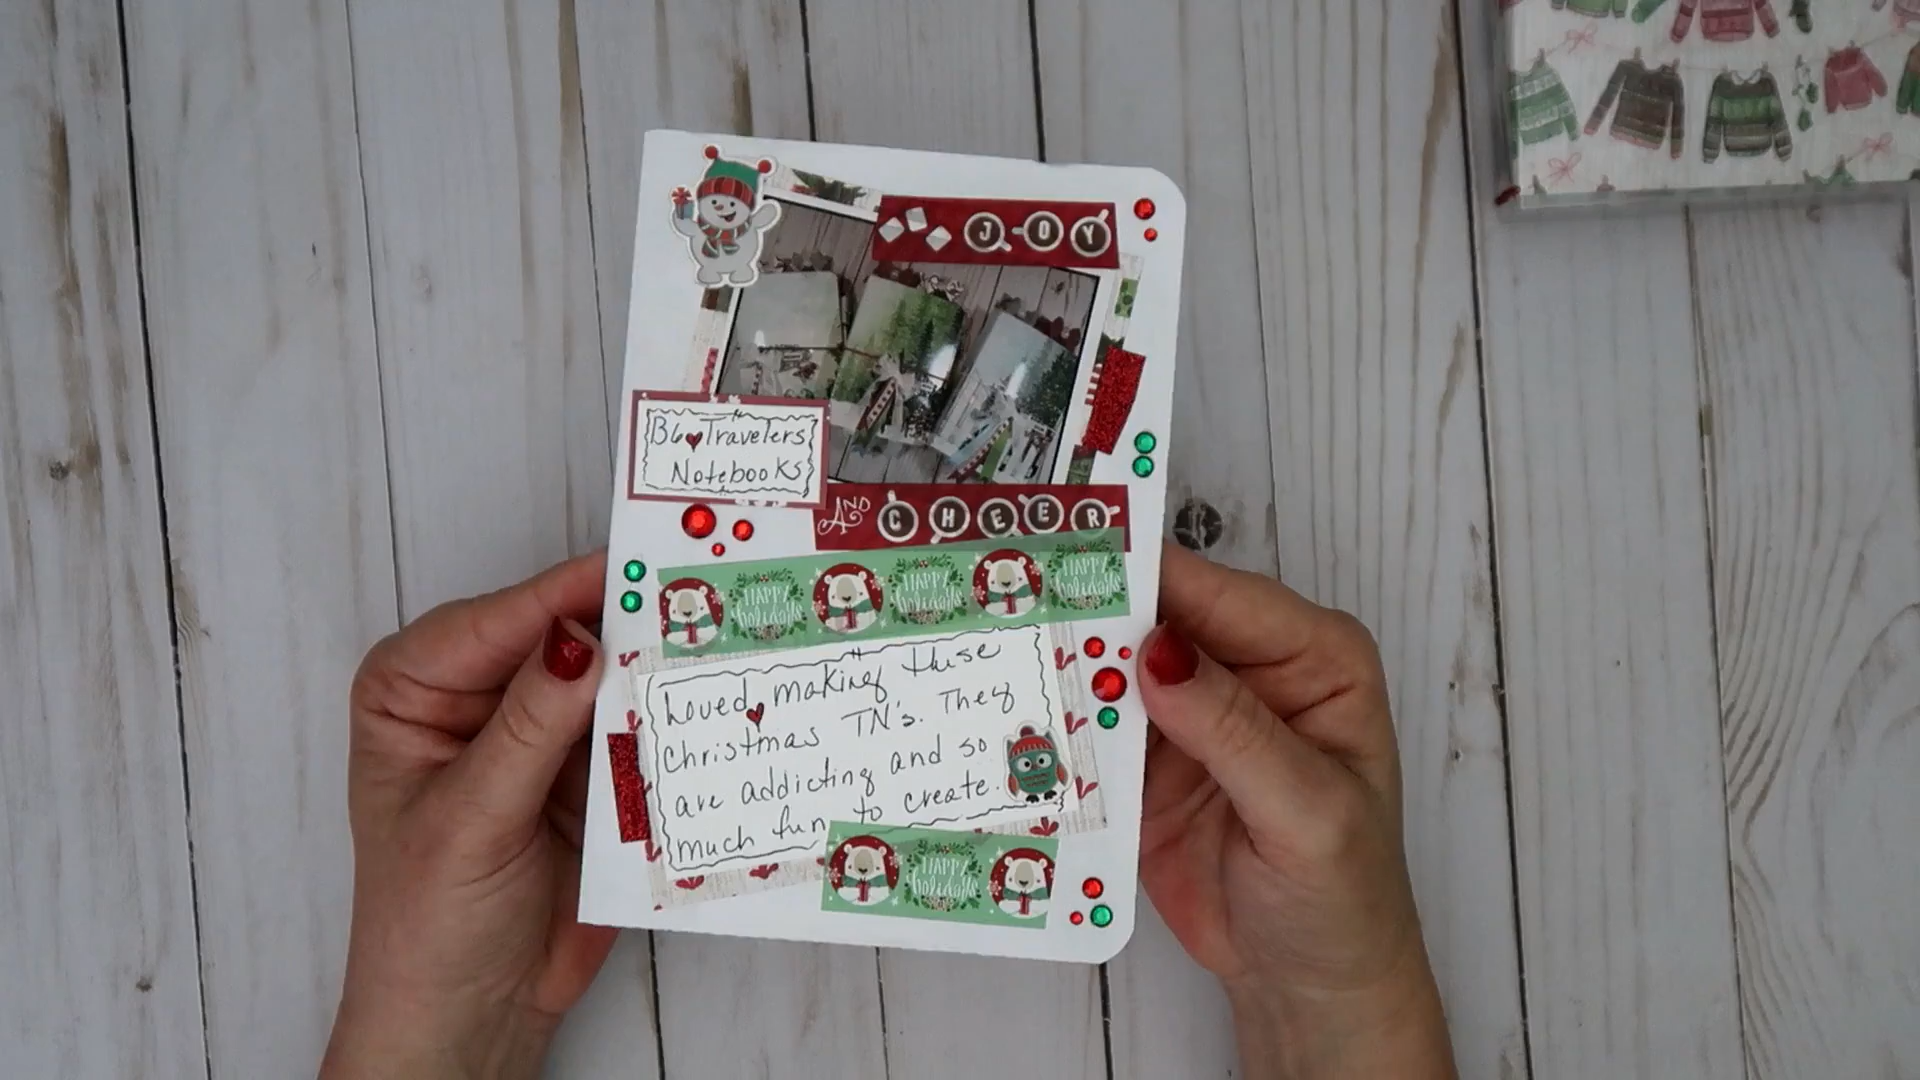 JOY
B6 Travelers
Notebooks
AND CHEER
HAPPY holidays HAPPY holidays HAPPY holidays
Loved making these
Christmas TN's. They
are addicting and so
much fun to create.
HAPPY holidays